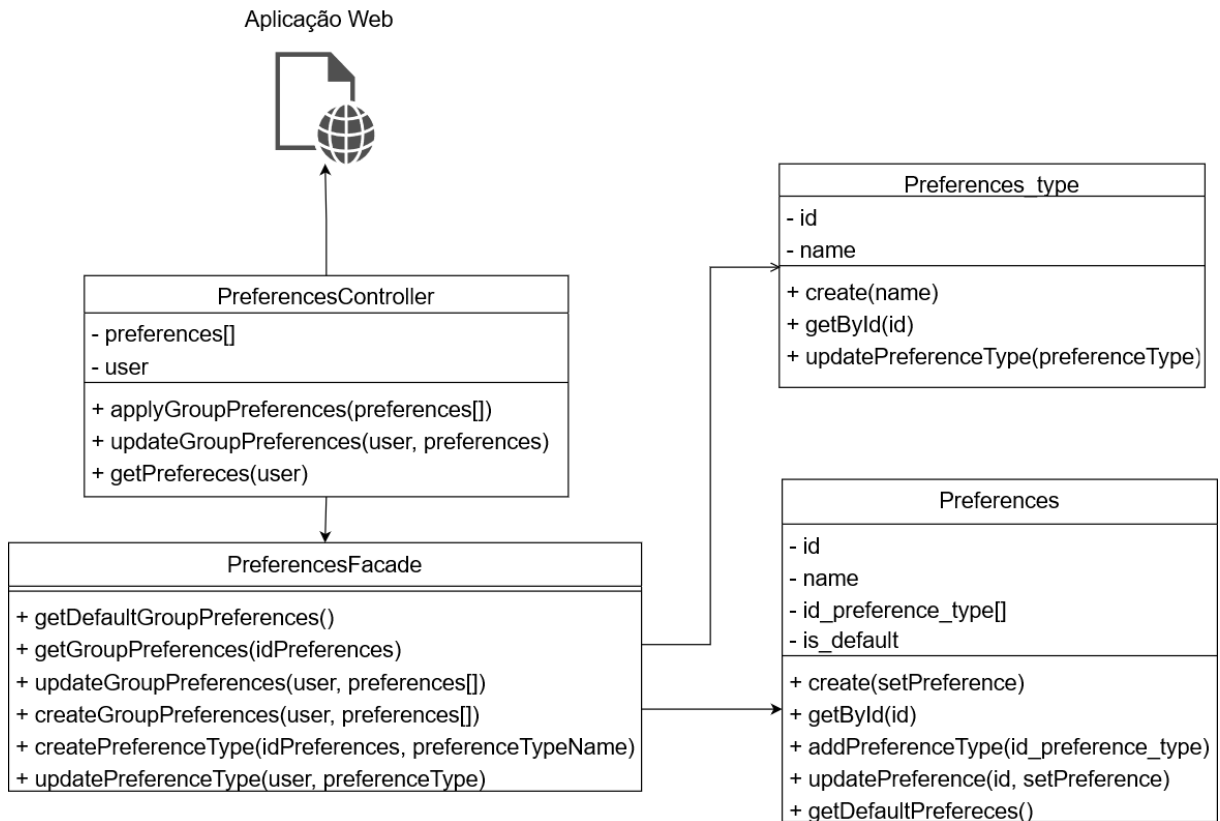 Aplicação Web
PreferencesController
- preferences[]
- user
+ applyGroupPreferences(preferences[])
+ updateGroupPreferences(user, preferences)
+ getPrefereces(user)
PreferencesFacade
+ getDefaultGroupPreferences()
+ getGroupPreferences(idPreferences)
+ updateGroupPreferences(user, preferences[])
+ createGroupPreferences(user, preferences[])
+ createPreferenceType(idPreferences, preferenceTypeName)
+ updatePreferenceType(user, preferenceType)
Preferences_type
- id
- name
+ create(name)
+ getById(id)
+ updatePreferenceType(preferenceType)
Preferences
- id
- name
- id_preference_type[]
- is_default
+ create(setPreference)
+ getById(id)
+ addPreferenceType(id_preference_type)
+ updatePreference(id, setPreference)
+ getDefaultPrefereces()